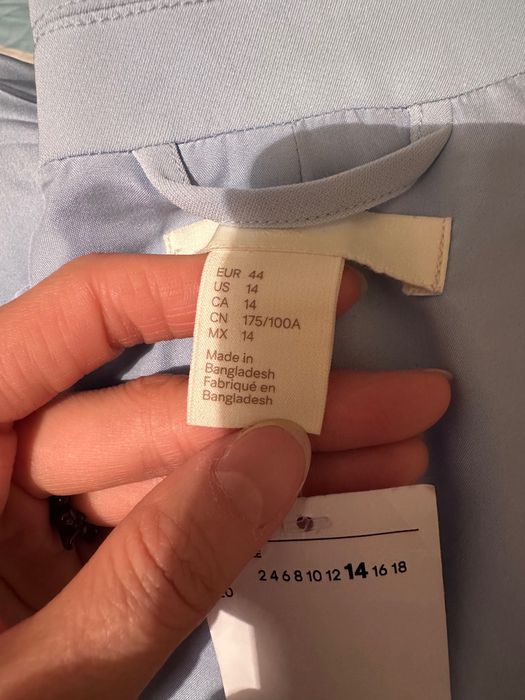 EUR 44
US 14
CA 14
CN 175/100A
MX 14
Made in
Bangladesh
Fabriqué en
Bangladesh
2 4 6 8 10 12 14 16 18